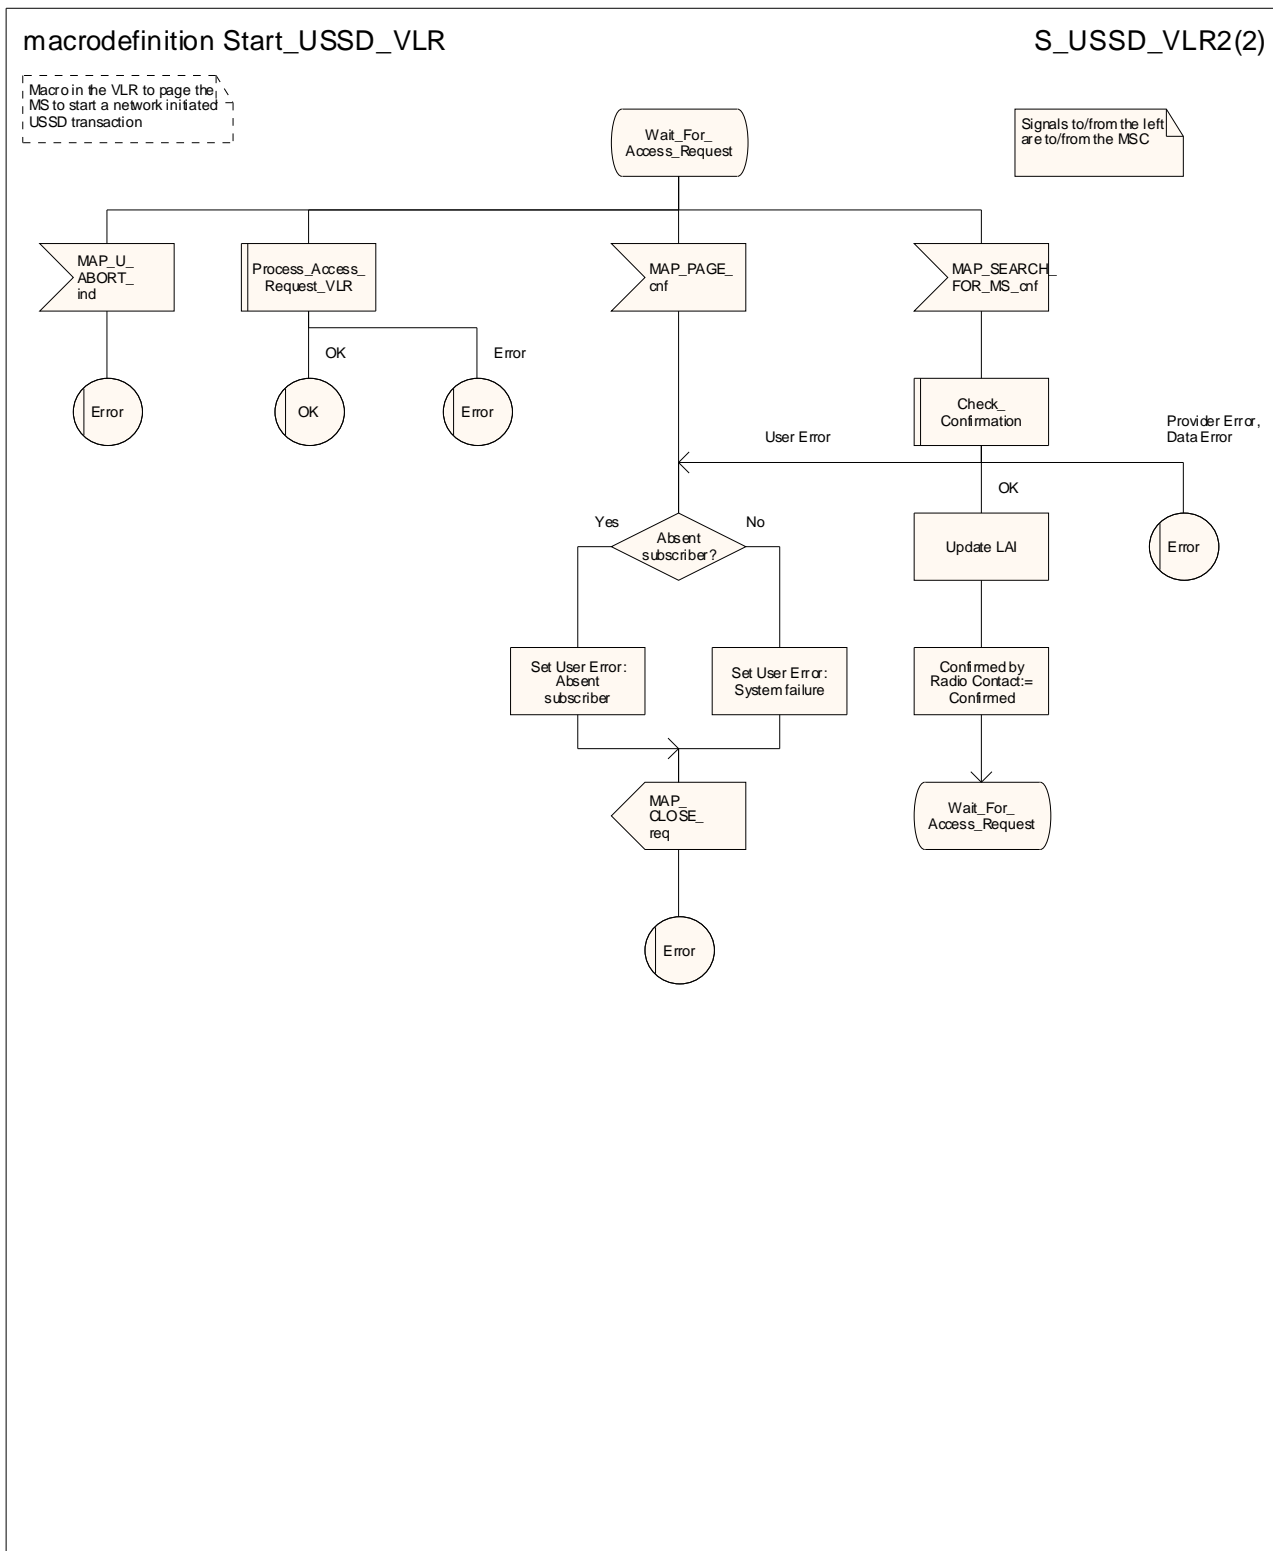 macrodefinition Start_USSD_VLR
S_USSD_VLR2(2)
Macro in the VLR to page the
MS to start a network initiated
USSD transaction
Wait_For_
Access_Request
Signals to/from the left
are to/from the MSC
MAP_U_
ABORT_
ind
Process_Access_
Request_VLR
MAP_PAGE_
cnf
MAP_SEARCH_
FOR_MS_cnf
OK
Error
Error
OK
Error
Check_
Confirmation
User Error
Provider Error,
Data Error
OK
Yes
No
Absent
subscriber?
Update LAI
Error
Set User Error:
Absent
subscriber
Set User Error:
System failure
Confirmed by
Radio Contact:=
Confirmed
MAP_
CLOSE_
req
Wait_For_
Access_Request
Error